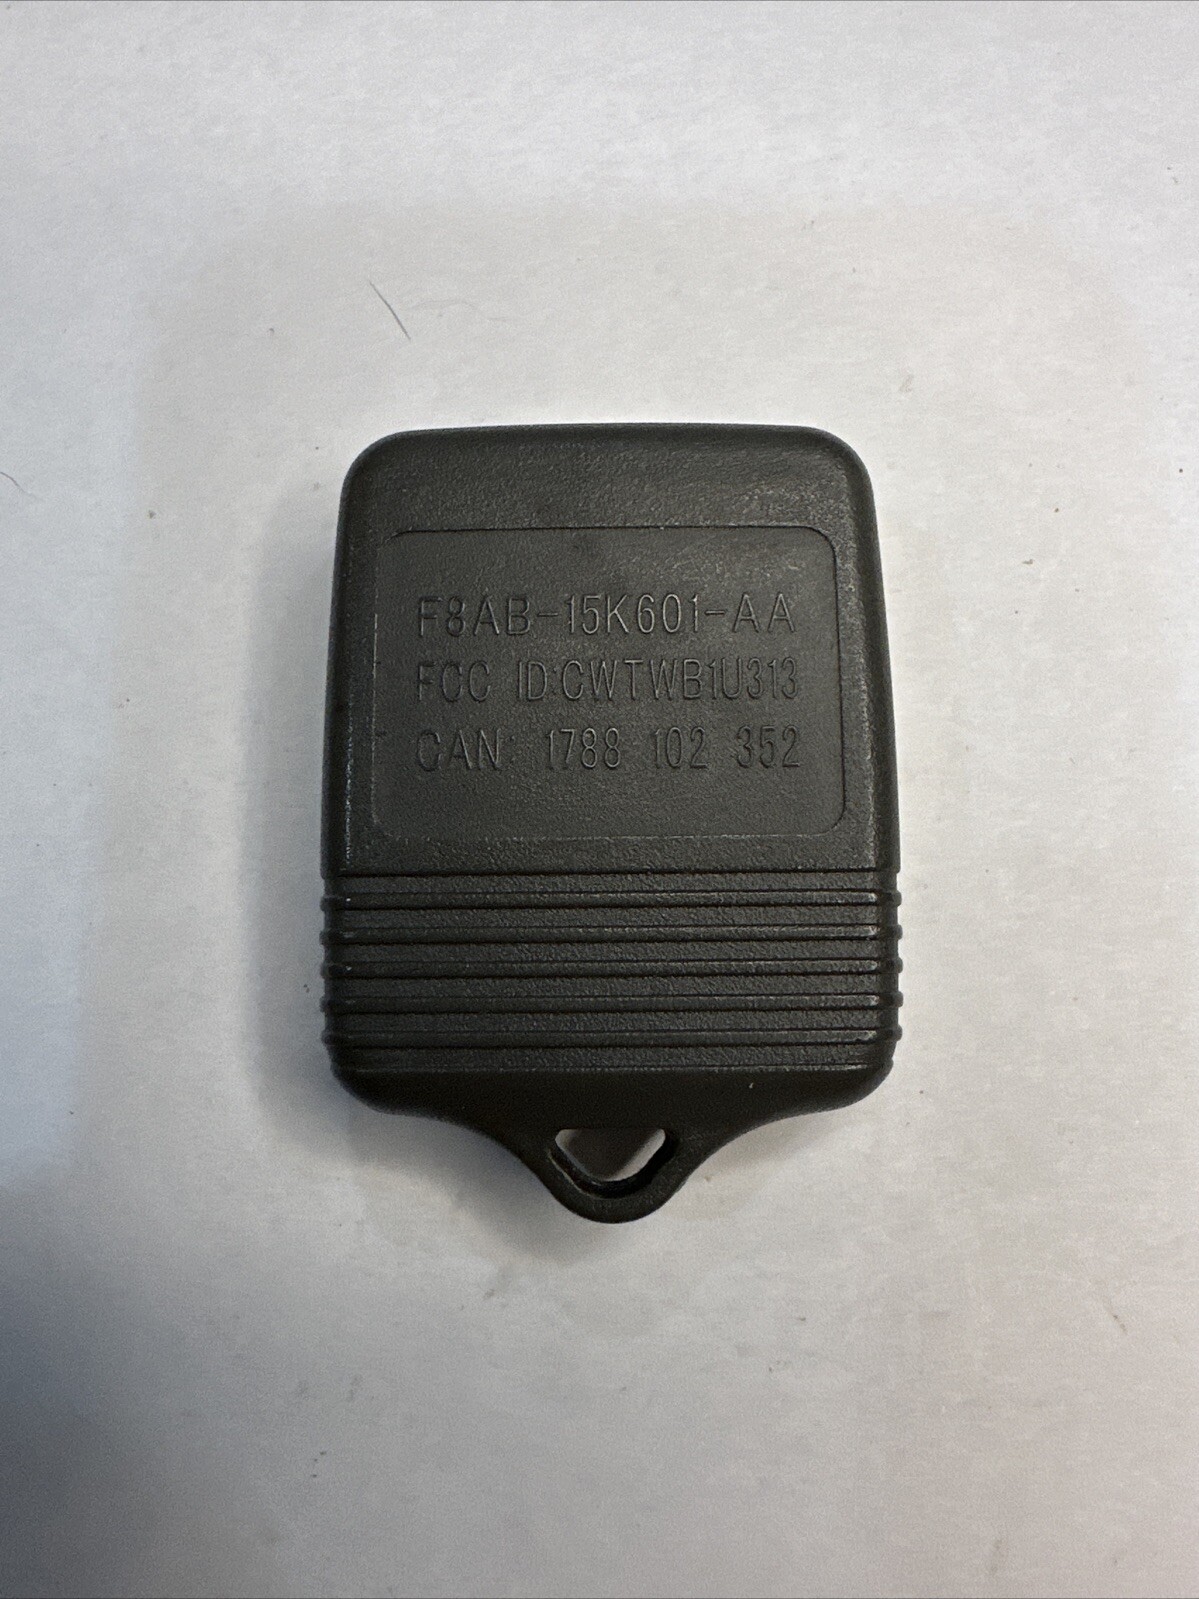 F8AB-15K601-AA
FCC ID:CWTWB1U313
CAN: 1788 102 352